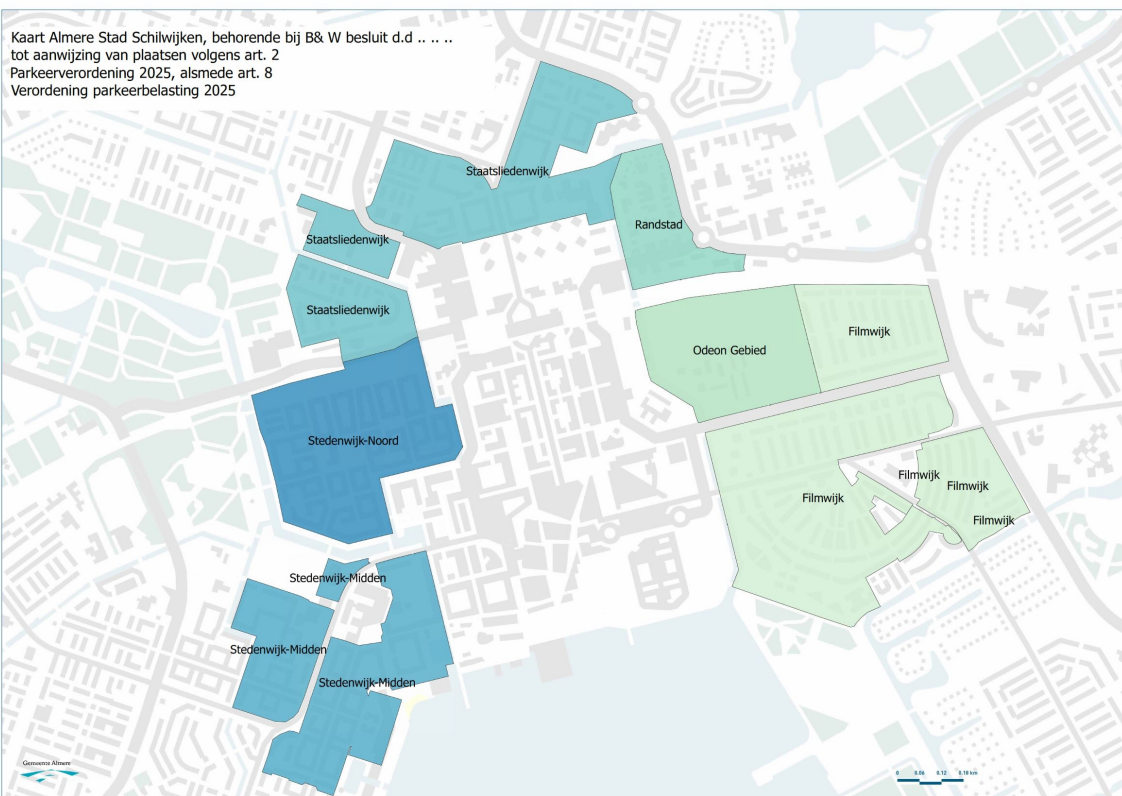 Kaart Almere Stad Schilwijken, behorende bij B& W besluit d.d .. .. ..
tot aanwijzing van plaatsen volgens art. 2
Parkeerverordening 2025, alsmede art. 8
Verordening parkeerbelasting 2025
Staatsliedenwijk
Randstad
Staatsliedenwijk
Staatsliedenwijk
Filmwijk
Odeon Gebied
Stedenwijk-Noord
Filmwijk
Filmwijk
Filmwijk
Filmwijk
Stedenwijk-Midden
Stedenwijk-Midden
Stedenwijk-Midden
Gemeente Almere
0 0.06 0.12 0.18 km